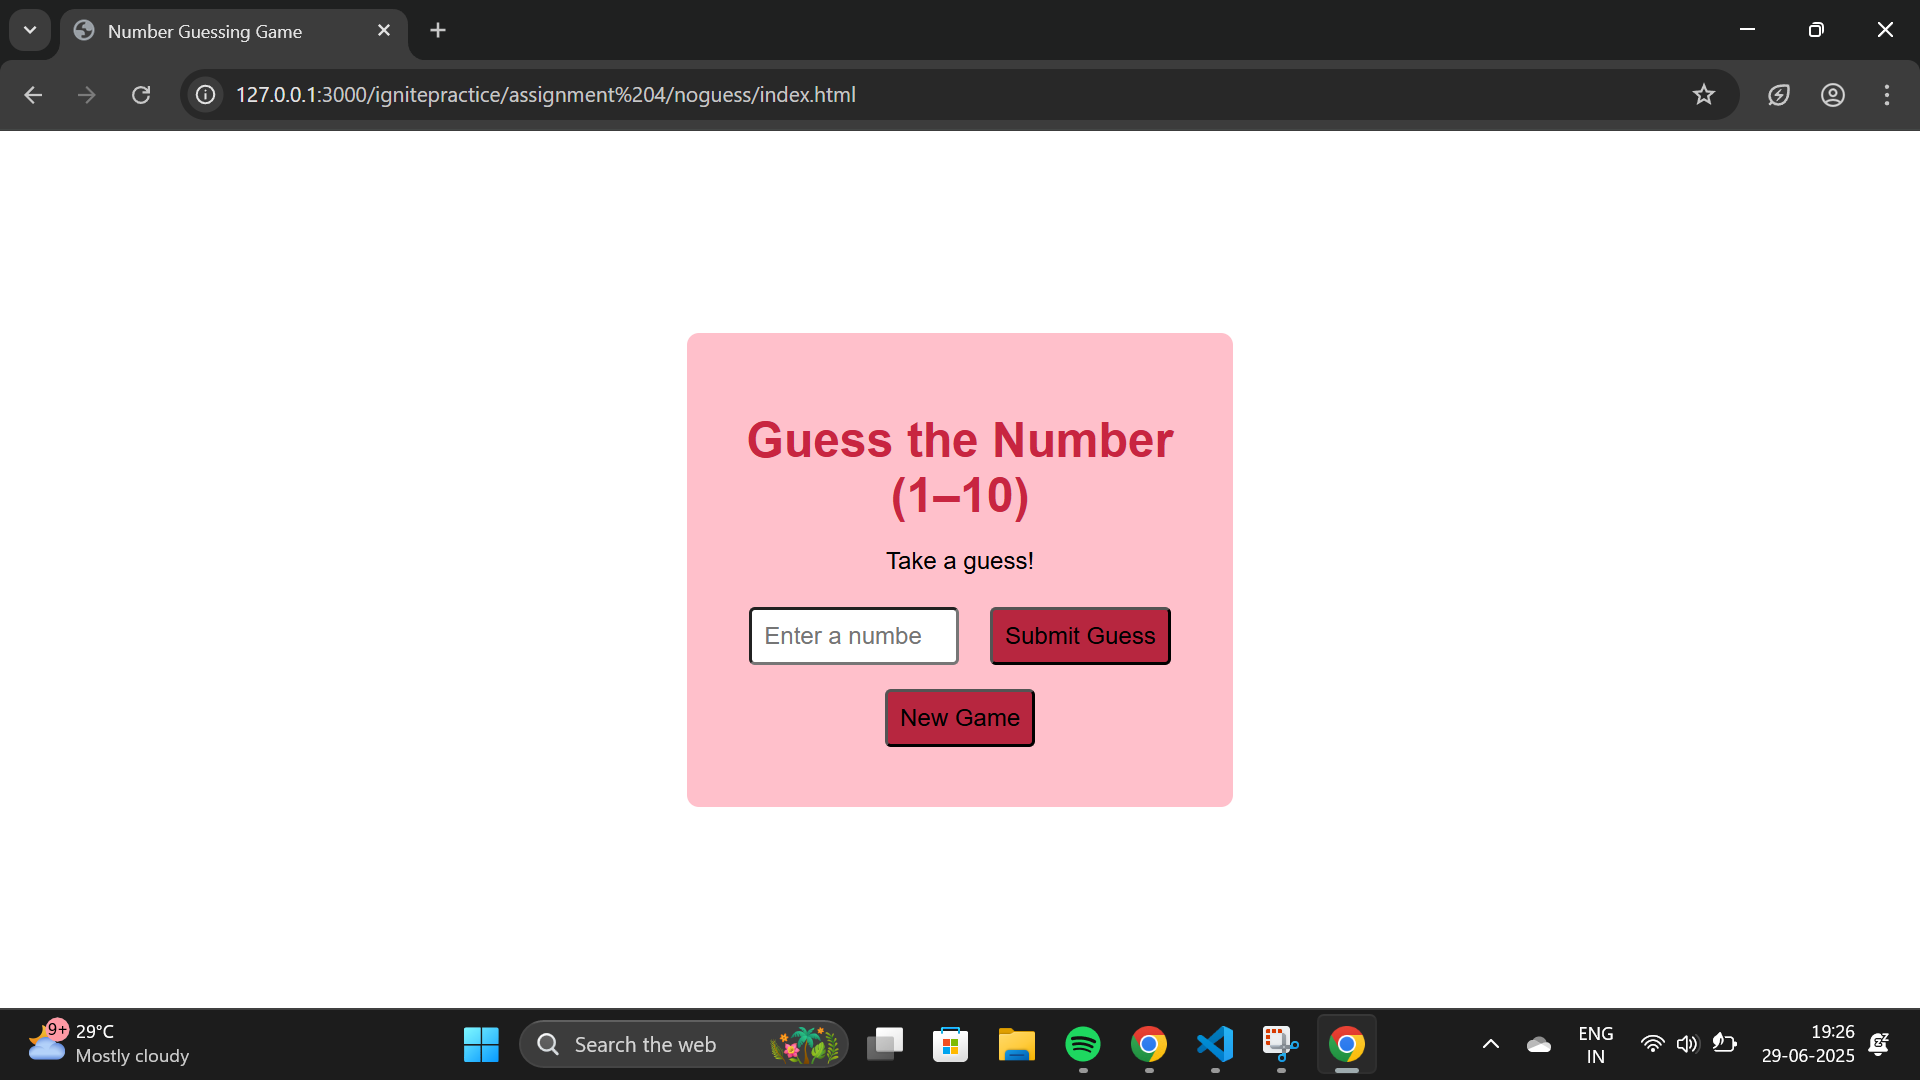 Number Guessing Game
127.0.0.1:3000/ignitepractice/assignment%204/noguess/index.html
Guess the Number
(1–10)
Take a guess!
Enter a numbe
Submit Guess
New Game
9+
29°C
Mostly cloudy
Search the web
ENG
IN
19:26
29-06-2025